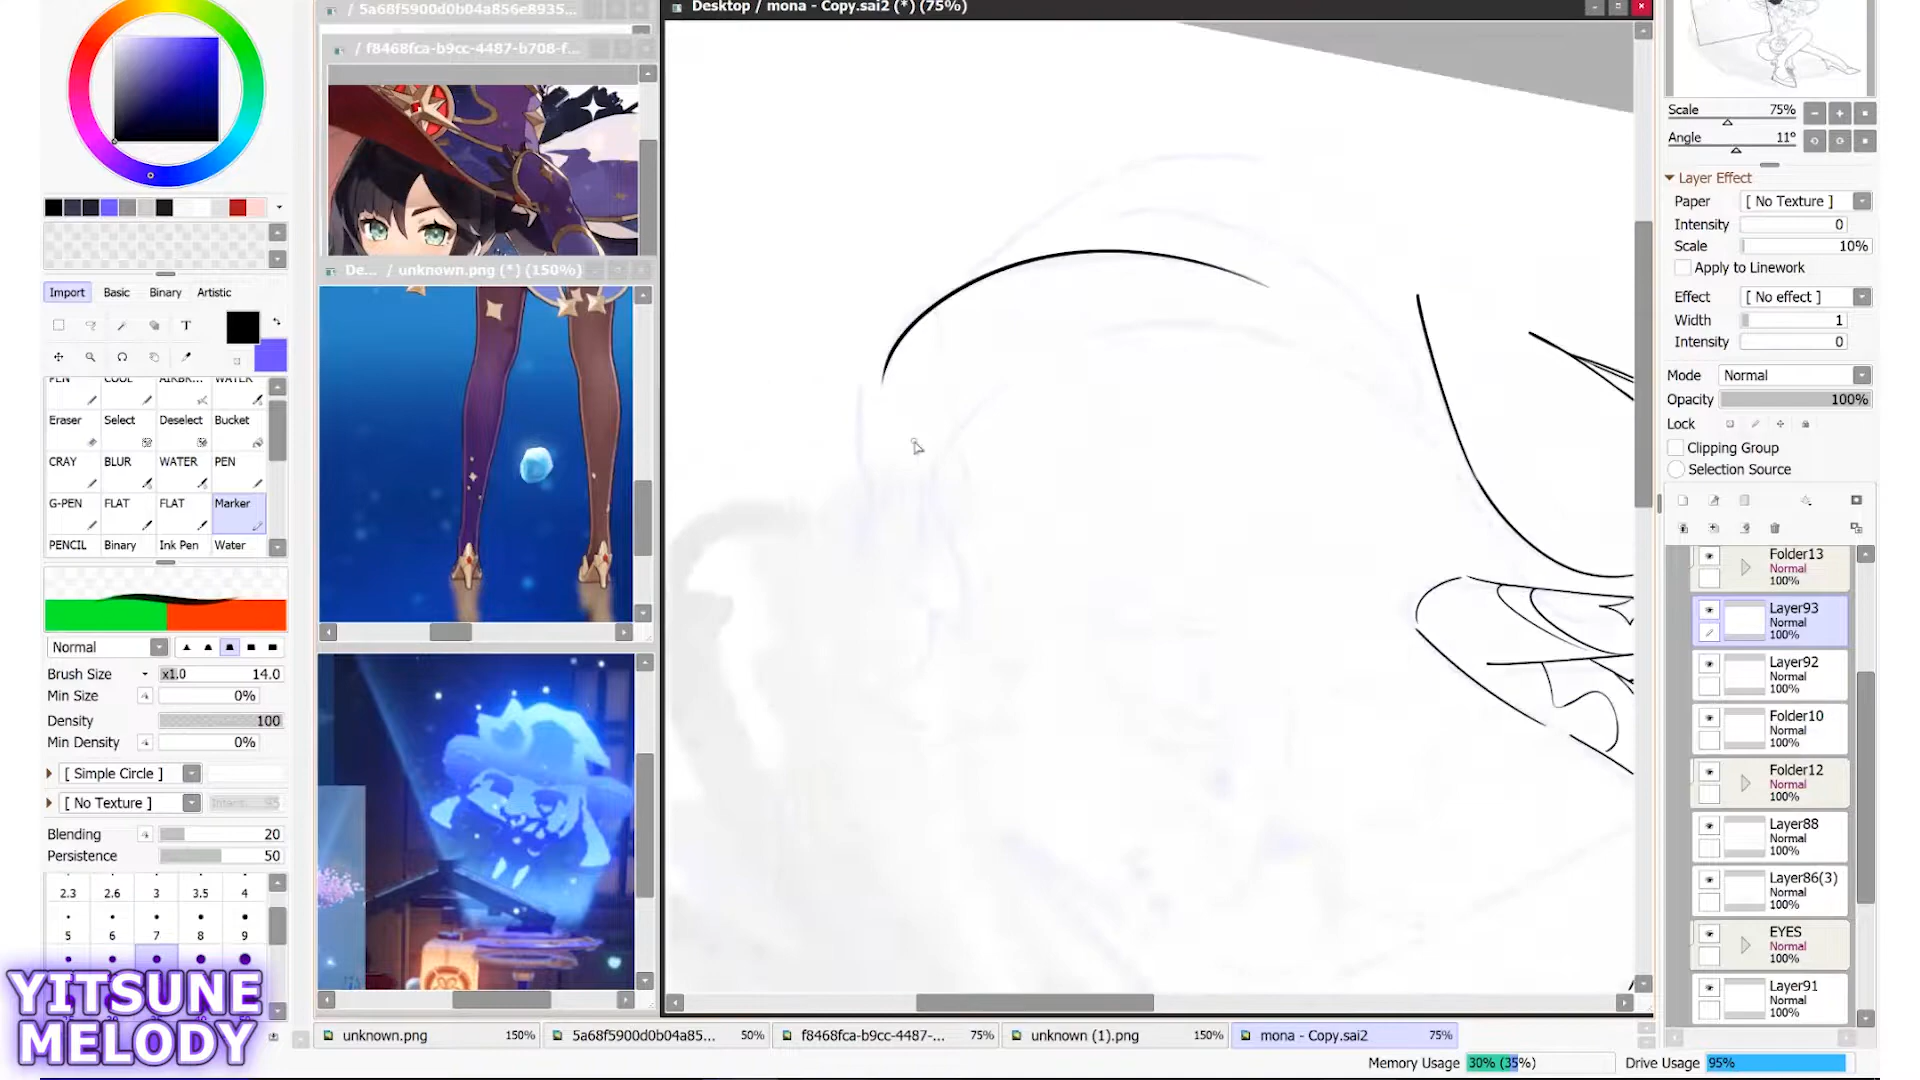 / 5a68f5900d0b04a856e8935...
Desktop / mona - Copy.sai2 (*) (75%)
/ f8468fca-b9cc-4487-b708-f...
De... / unknown.png (*) (150%)
Import
Basic
Binary
Artistic
T
PEN
COOL
AIRBR...
WATER
Eraser
Select
Deselect
Bucket
CRAY
BLUR
WATER
PEN
G-PEN
FLAT
FLAT
Marker
PENCIL
Binary
Ink Pen
Water
Normal
Brush Size
x1.0
14.0
Min Size
0%
Density
100
Min Density
0%
[ Simple Circle ]
[ No Texture ]
95
Blending
20
Persistence
50
2.3
2.6
3
3.5
4
5
6
7
8
9
YITSUNE
MELODY
Scale
75%
Angle
11°
Layer Effect
Paper
[ No Texture ]
Intensity
0
Scale
10%
Apply to Linework
Effect
[ No effect ]
Width
1
Intensity
0
Mode
Normal
Opacity
100%
Lock
Clipping Group
Selection Source
Folder13
Normal
100%
Layer93
Normal
100%
Layer92
Normal
100%
Folder10
Normal
100%
Folder12
Normal
100%
Layer88
Normal
100%
Layer86(3)
Normal
100%
EYES
Normal
100%
Layer91
Normal
100%
unknown.png
150%
5a68f5900d0b04a85...
50%
f8468fca-b9cc-4487-...
75%
unknown (1).png
150%
mona - Copy.sai2
75%
Memory Usage
30% (35%)
Drive Usage
95%